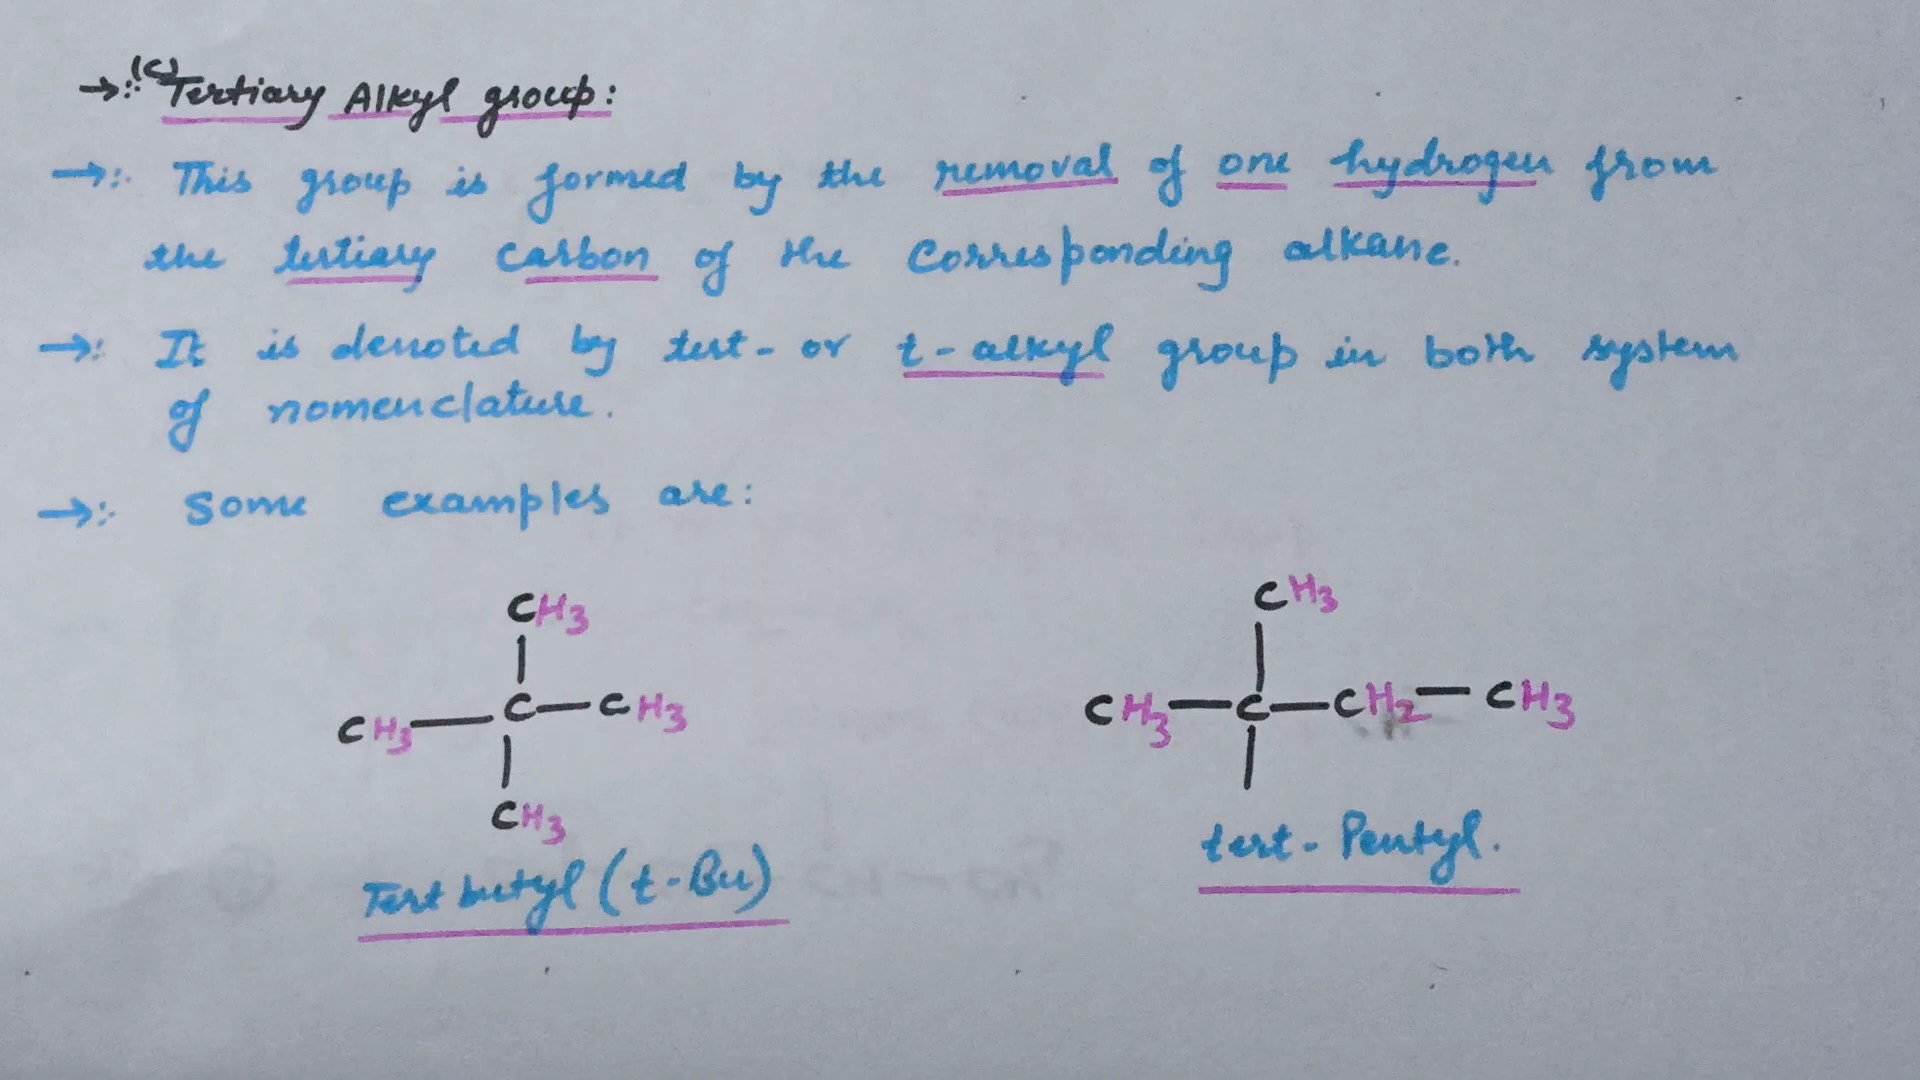 →: (C) Tertiary Alkyl group:
→: This group is formed by the removal of one hydrogen from
the tertiary carbon of the corresponding alkane.
→: It is denoted by tert- or t-alkyl group in both system
of nomenclature.
→: Some examples are:
CH3
CH3—C—CH3
CH3
Tert butyl (t-Bu)
CH3
CH3—C—CH2—CH3
tert-Pentyl.